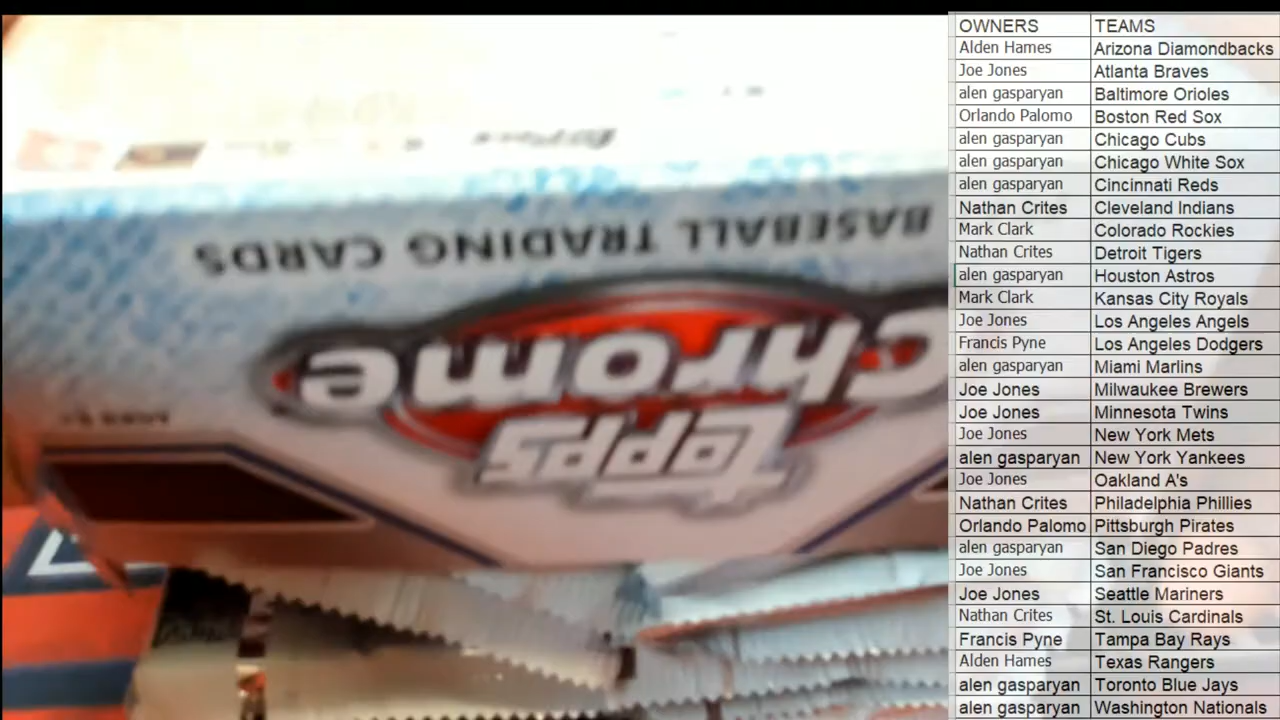 BASEBALL TRADING CARDS
Chrome
Topps
OWNERS TEAMS
Alden Hames Arizona Diamondbacks
Joe Jones Atlanta Braves
alen gasparyan Baltimore Orioles
Orlando Palomo Boston Red Sox
alen gasparyan Chicago Cubs
alen gasparyan Chicago White Sox
alen gasparyan Cincinnati Reds
Nathan Crites Cleveland Indians
Mark Clark Colorado Rockies
Nathan Crites Detroit Tigers
alen gasparyan Houston Astros
Mark Clark Kansas City Royals
Joe Jones Los Angeles Angels
Francis Pyne Los Angeles Dodgers
alen gasparyan Miami Marlins
Joe Jones Milwaukee Brewers
Joe Jones Minnesota Twins
Joe Jones New York Mets
alen gasparyan New York Yankees
Joe Jones Oakland A's
Nathan Crites Philadelphia Phillies
Orlando Palomo Pittsburgh Pirates
alen gasparyan San Diego Padres
Joe Jones San Francisco Giants
Joe Jones Seattle Mariners
Nathan Crites St. Louis Cardinals
Francis Pyne Tampa Bay Rays
Alden Hames Texas Rangers
alen gasparyan Toronto Blue Jays
alen gasparyan Washington Nationals